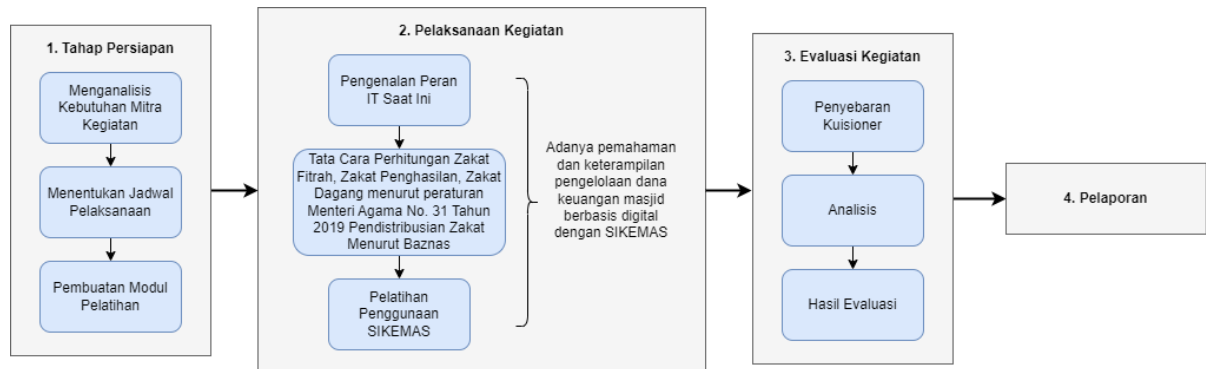 1. Tahap Persiapan
Menganalisis
Kebutuhan Mitra
Kegiatan
Menentukan Jadwal
Pelaksanaan
Pembuatan Modul
Pelatihan
2. Pelaksanaan Kegiatan
Pengenalan Peran
IT Saat Ini
Tata Cara Perhitungan Zakat
Fitrah, Zakat Penghasilan, Zakat
Dagang menurut peraturan
Menteri Agama No. 31 Tahun
2019 Pendistribusian Zakat
Menurut Baznas
Pelatihan
Penggunaan
SIKEMAS
Adanya pemahaman
dan keterampilan
pengelolaan dana
keuangan masjid
berbasis digital
dengan SIKEMAS
3. Evaluasi Kegiatan
Penyebaran
Kuisioner
Analisis
Hasil Evaluasi
4. Pelaporan